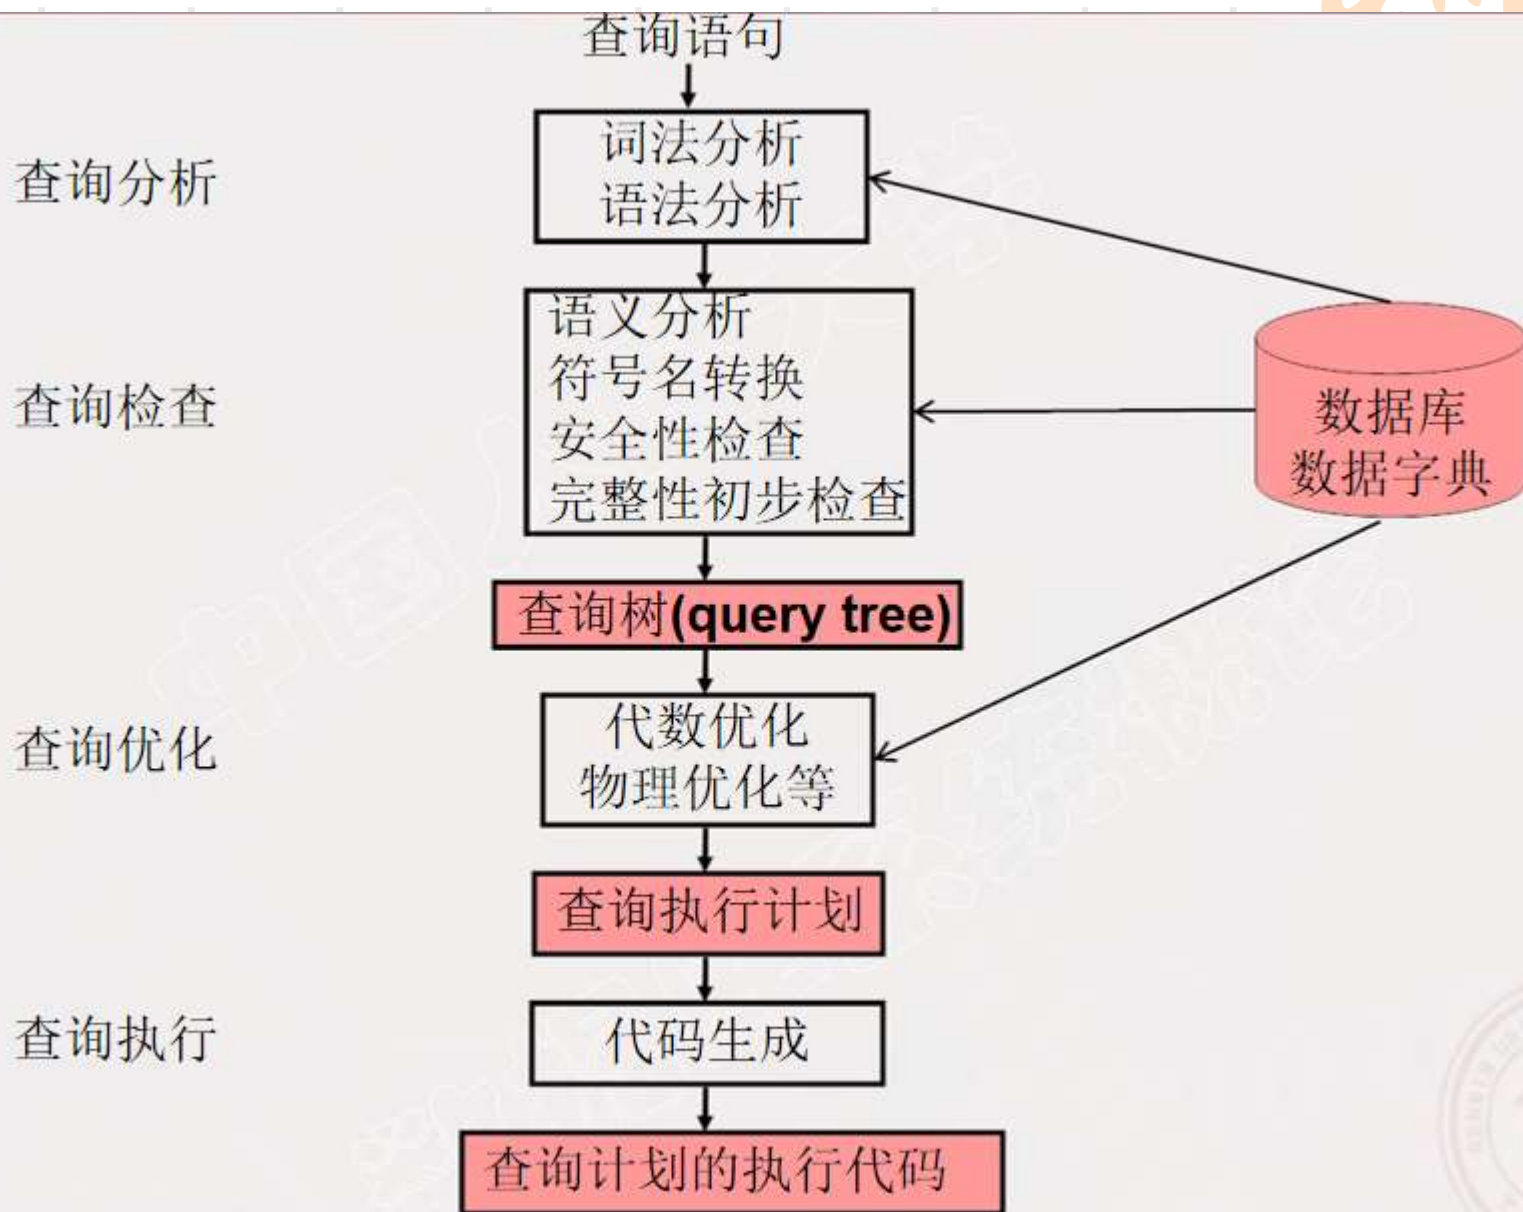 查询语句
查询分析
词法分析
语法分析
查询检查
语义分析
符号名转换
安全性检查
完整性初步检查
数据库
数据字典
查询树(query tree)
查询优化
代数优化
物理优化等
查询执行计划
查询执行
代码生成
查询计划的执行代码